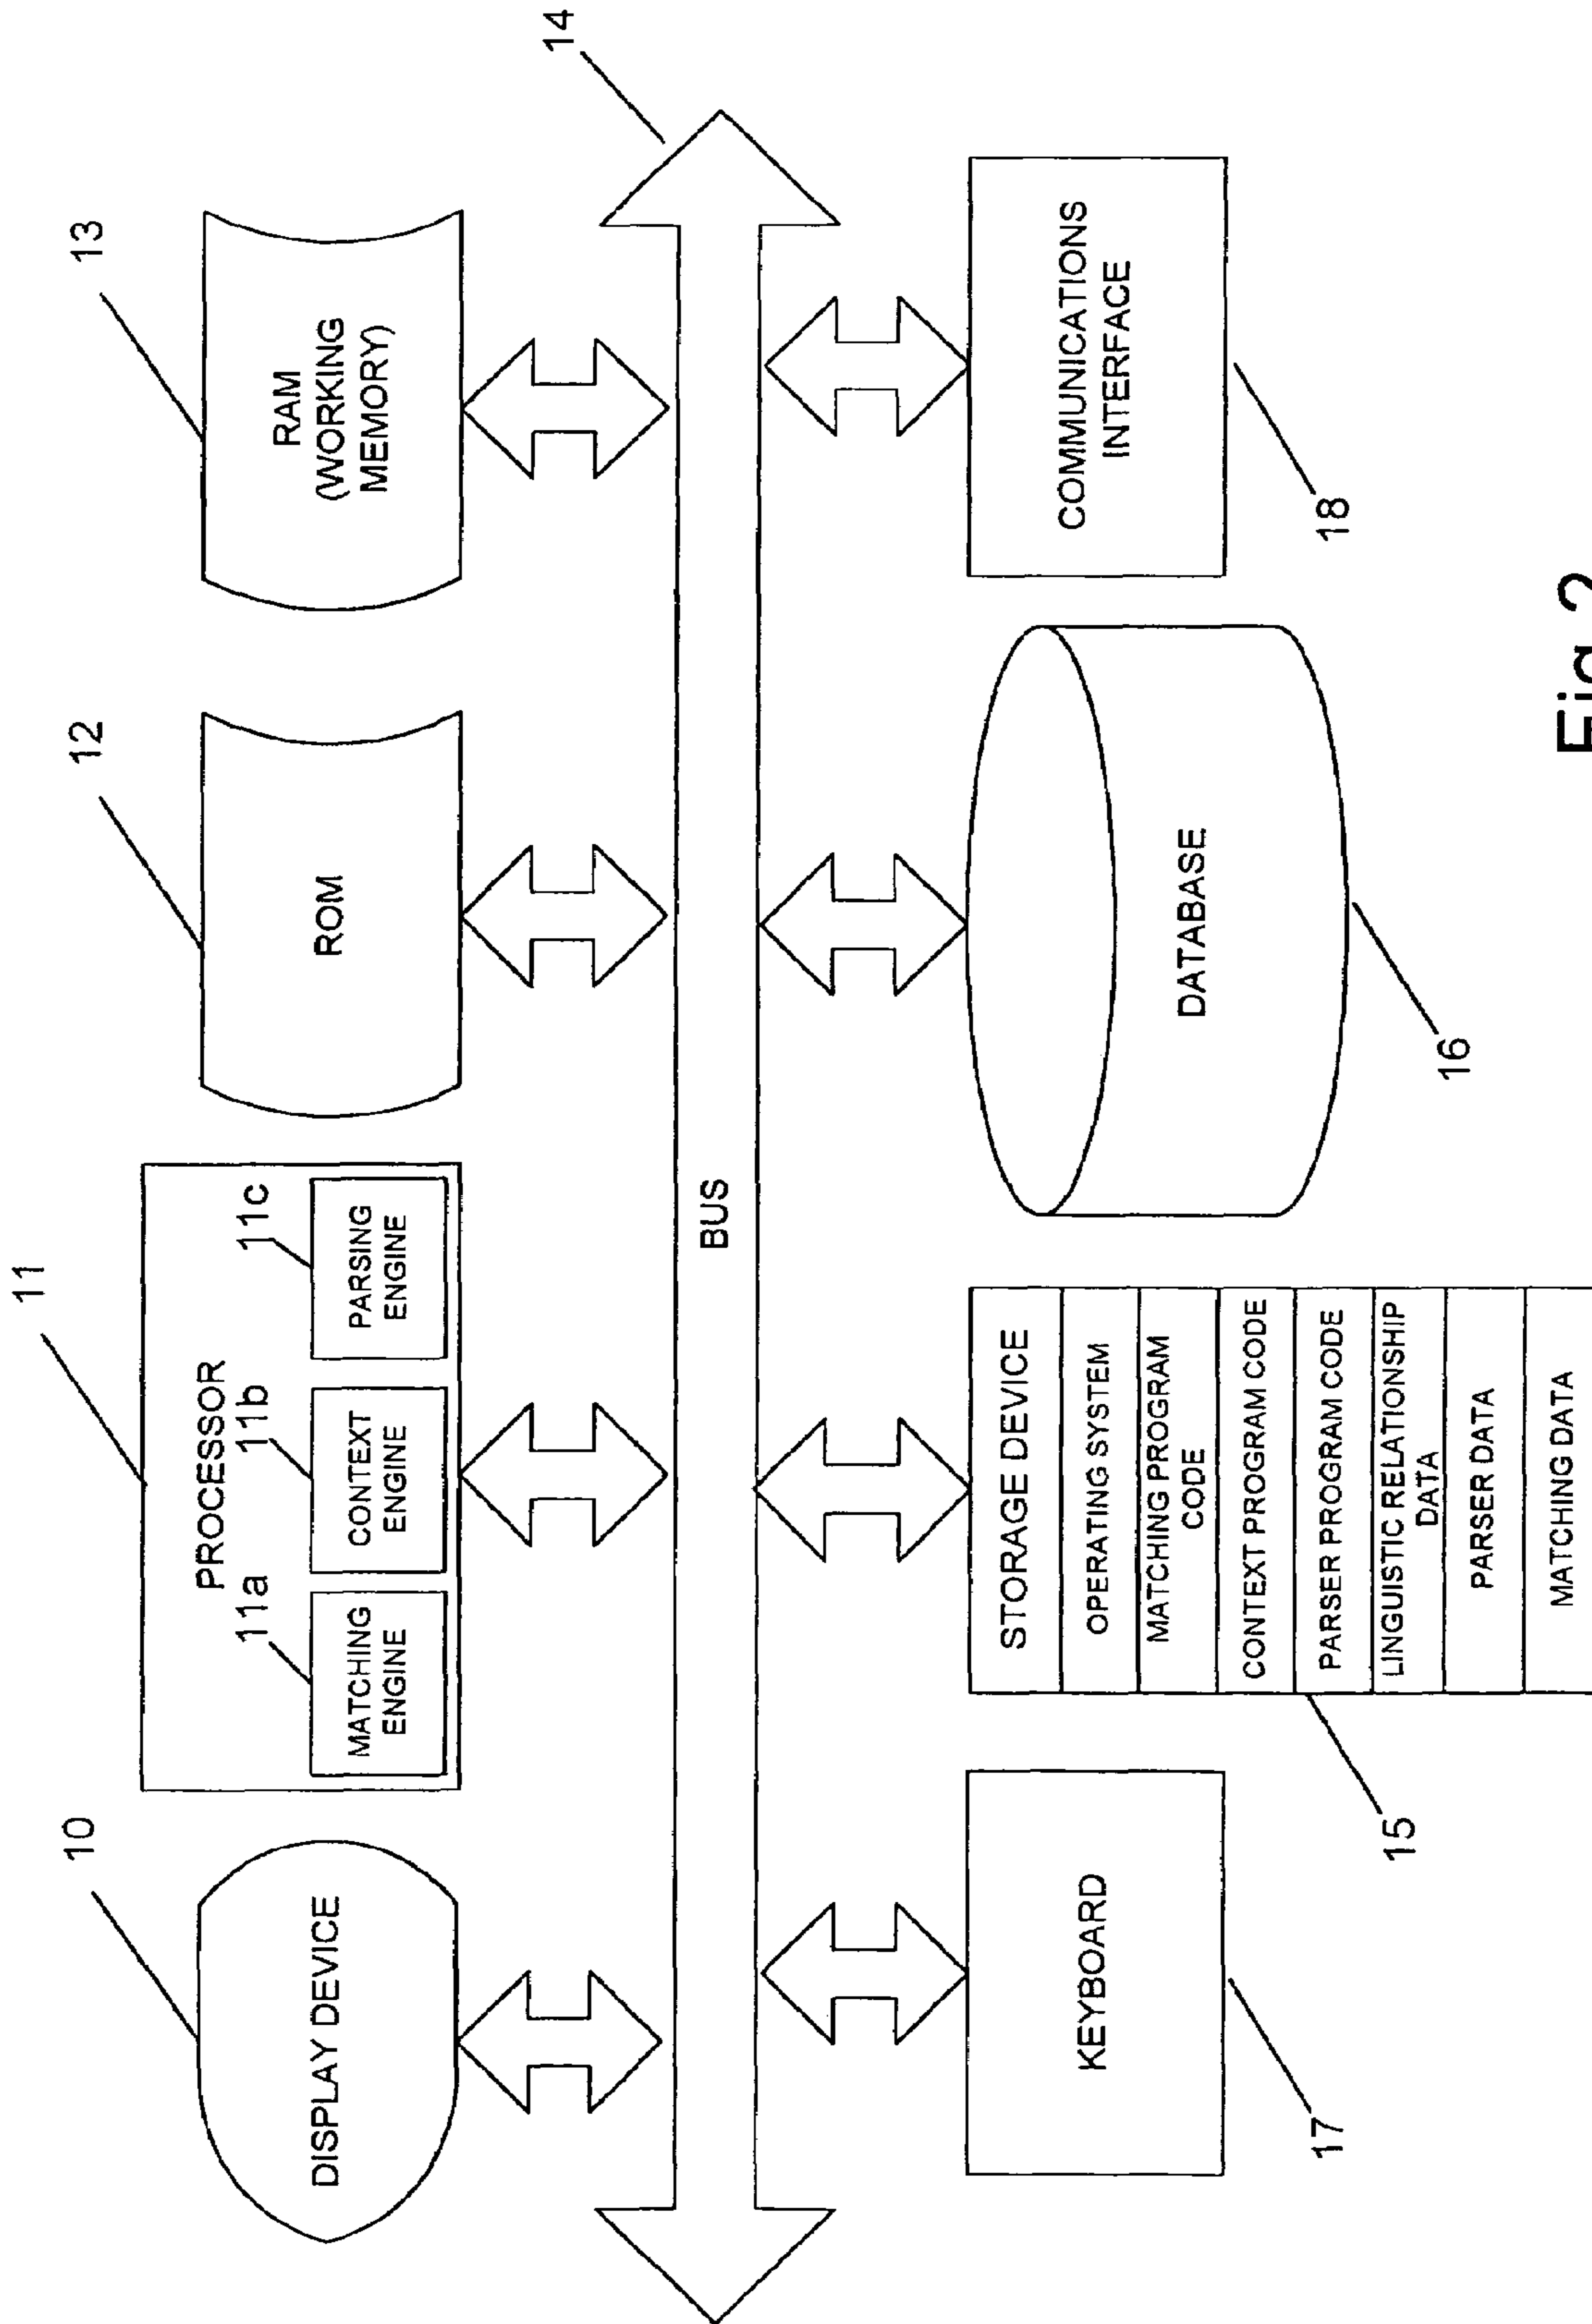 10
11
12
13
14
DISPLAY DEVICE
PROCESSOR
11a
11b
11c
MATCHING
ENGINE
CONTEXT
ENGINE
PARSING
ENGINE
ROM
RAM
(WORKING
MEMORY)
BUS
KEYBOARD
17
STORAGE DEVICE
OPERATING SYSTEM
MATCHING PROGRAM
CODE
CONTEXT PROGRAM CODE
PARSER PROGRAM CODE
LINGUISTIC RELATIONSHIP
DATA
PARSER DATA
MATCHING DATA
15
DATABASE
16
COMMUNICATIONS
INTERFACE
18
Fig 2